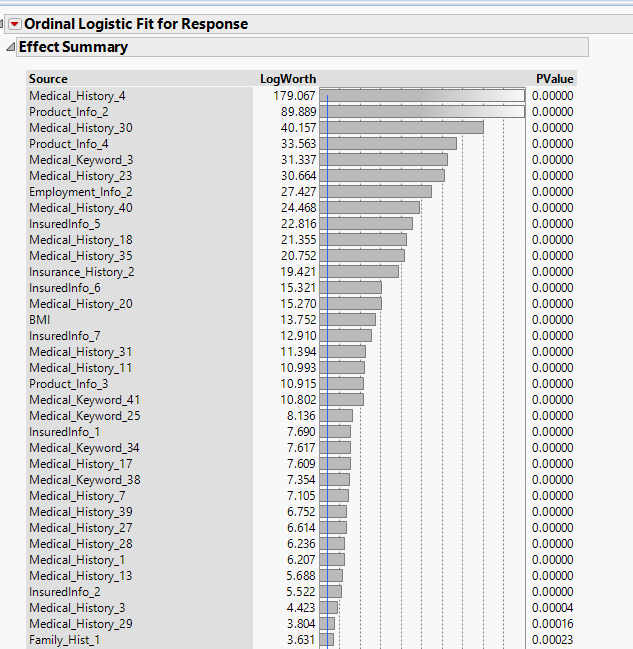 Ordinal Logistic Fit for Response
Effect Summary
Source LogWorth PValue
Medical_History_4 179.067 0.00000
Product_Info_2 89.889 0.00000
Medical_History_30 40.157 0.00000
Product_Info_4 33.563 0.00000
Medical_Keyword_3 31.337 0.00000
Medical_History_23 30.664 0.00000
Employment_Info_2 27.427 0.00000
Medical_History_40 24.468 0.00000
InsuredInfo_5 22.816 0.00000
Medical_History_18 21.355 0.00000
Medical_History_35 20.752 0.00000
Insurance_History_2 19.421 0.00000
InsuredInfo_6 15.321 0.00000
Medical_History_20 15.270 0.00000
BMI 13.752 0.00000
InsuredInfo_7 12.910 0.00000
Medical_History_31 11.394 0.00000
Medical_History_11 10.993 0.00000
Product_Info_3 10.915 0.00000
Medical_Keyword_41 10.802 0.00000
Medical_Keyword_25 8.136 0.00000
InsuredInfo_1 7.690 0.00000
Medical_Keyword_34 7.617 0.00000
Medical_History_17 7.609 0.00000
Medical_Keyword_38 7.354 0.00000
Medical_History_7 7.105 0.00000
Medical_History_39 6.752 0.00000
Medical_History_27 6.614 0.00000
Medical_History_28 6.236 0.00000
Medical_History_1 6.207 0.00000
Medical_History_13 5.688 0.00000
InsuredInfo_2 5.522 0.00000
Medical_History_3 4.423 0.00004
Medical_History_29 3.804 0.00016
Family_Hist_1 3.631 0.00023